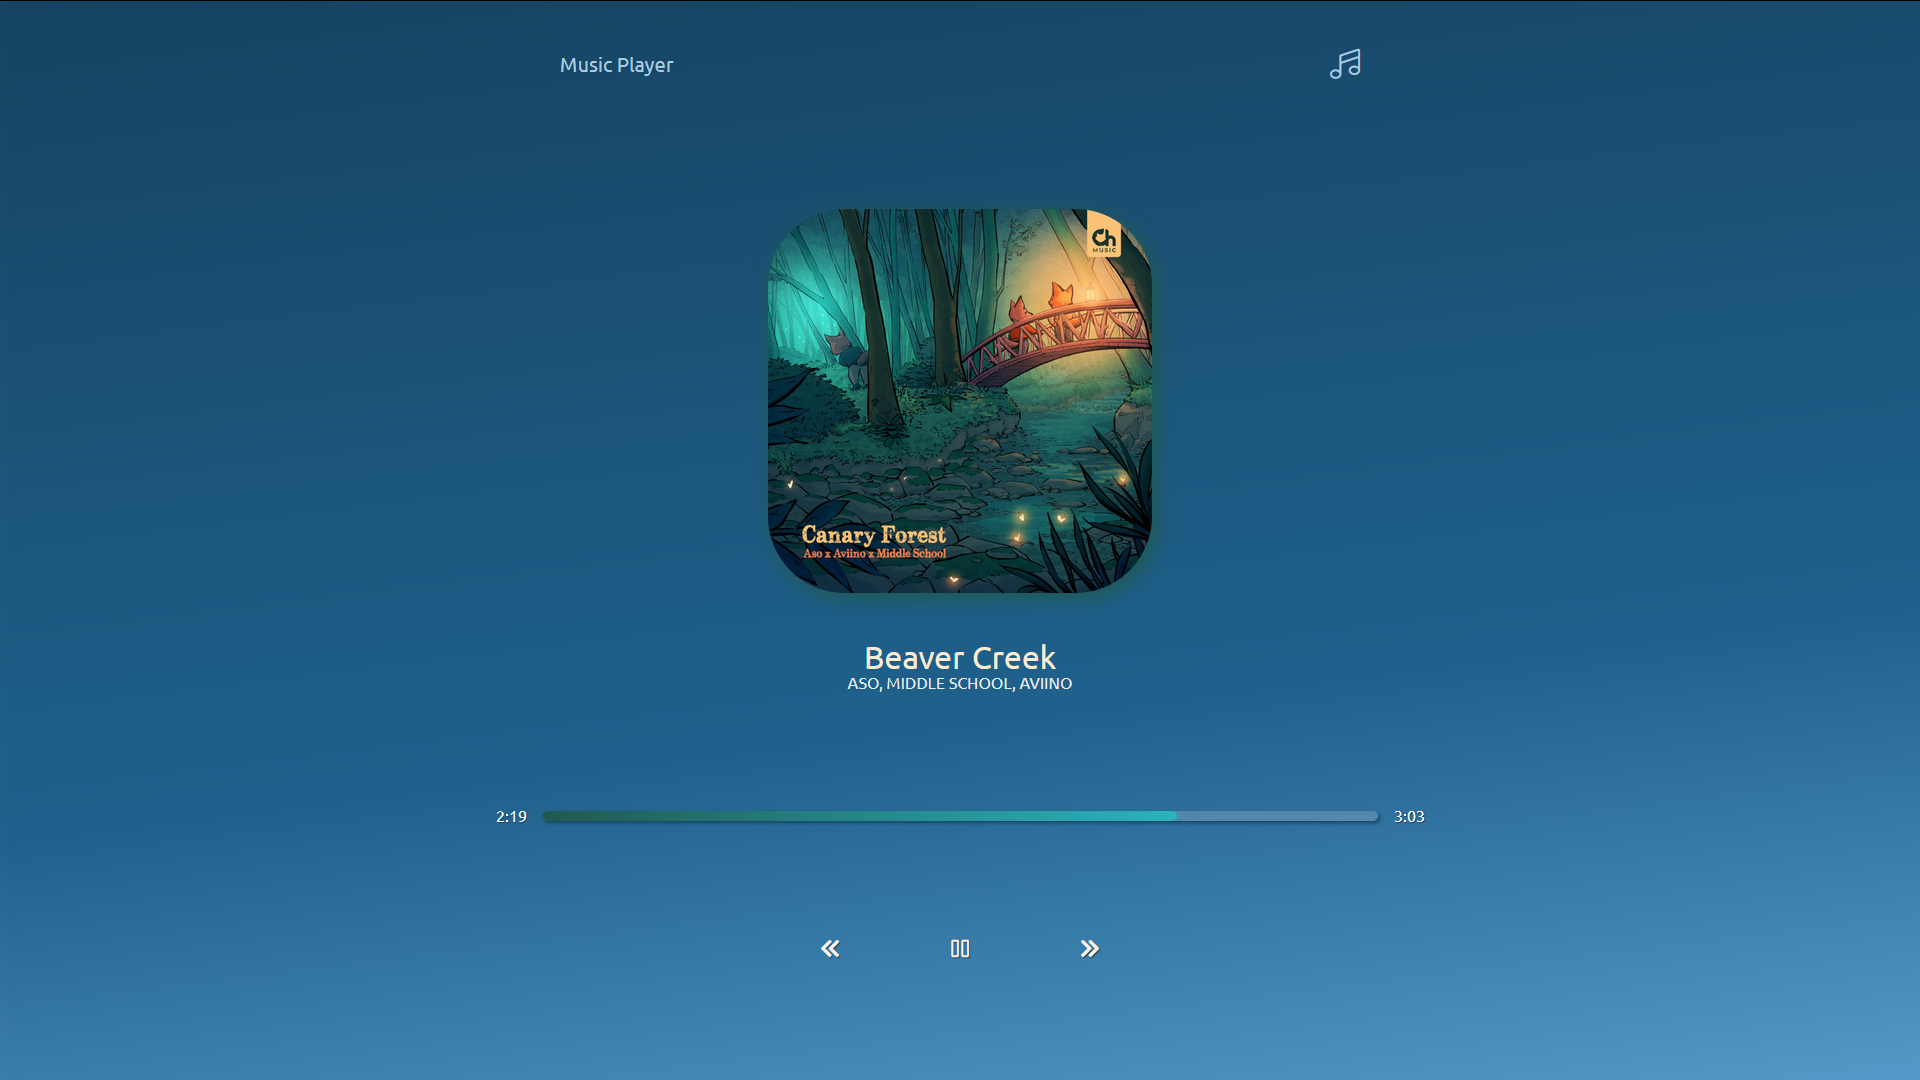 Music Player
Ch
MUSIC
Canary Forest
Aso x Aviino x Middle School
Beaver Creek
ASO, MIDDLE SCHOOL, AVIINO
2:19
3:03